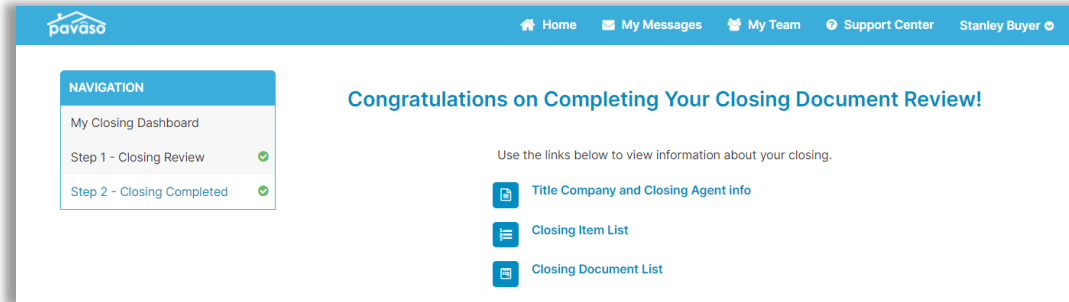 pavaso
Home My Messages My Team Support Center Stanley Buyer
NAVIGATION
My Closing Dashboard
Step 1 - Closing Review
Step 2 - Closing Completed
Congratulations on Completing Your Closing Document Review!
Use the links below to view information about your closing.
Title Company and Closing Agent info
Closing Item List
Closing Document List